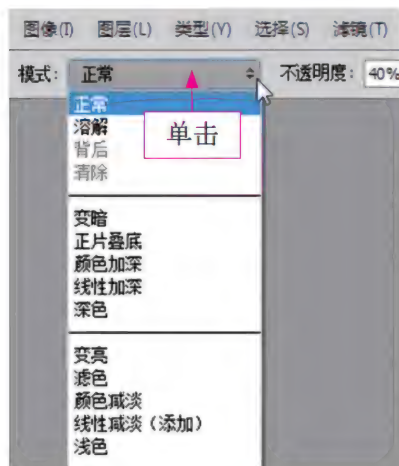 图像(I) 图层(L) 类型(Y) 选择(S) 滤镜(T)
模式: 正常 不透明度: 40%
正常
溶解
单击
背后
清除
变暗
正片叠底
颜色加深
线性加深
深色
变亮
滤色
颜色减淡
线性减淡（添加）
浅色